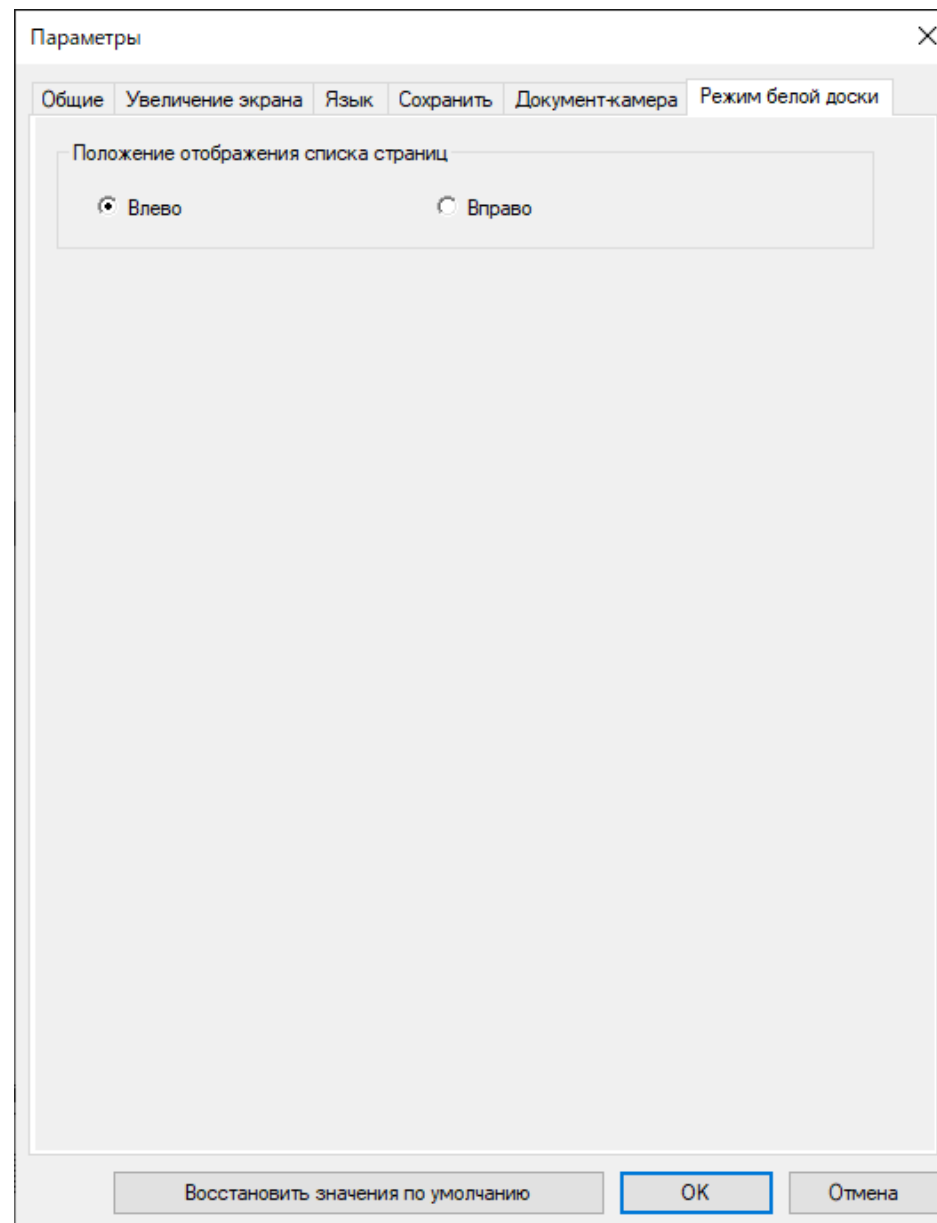 Параметры
Общие Увеличение экрана Язык Сохранить Документ-камера Режим белой доски
Положение отображения списка страниц
Влево Вправо
Восстановить значения по умолчанию OK Отмена